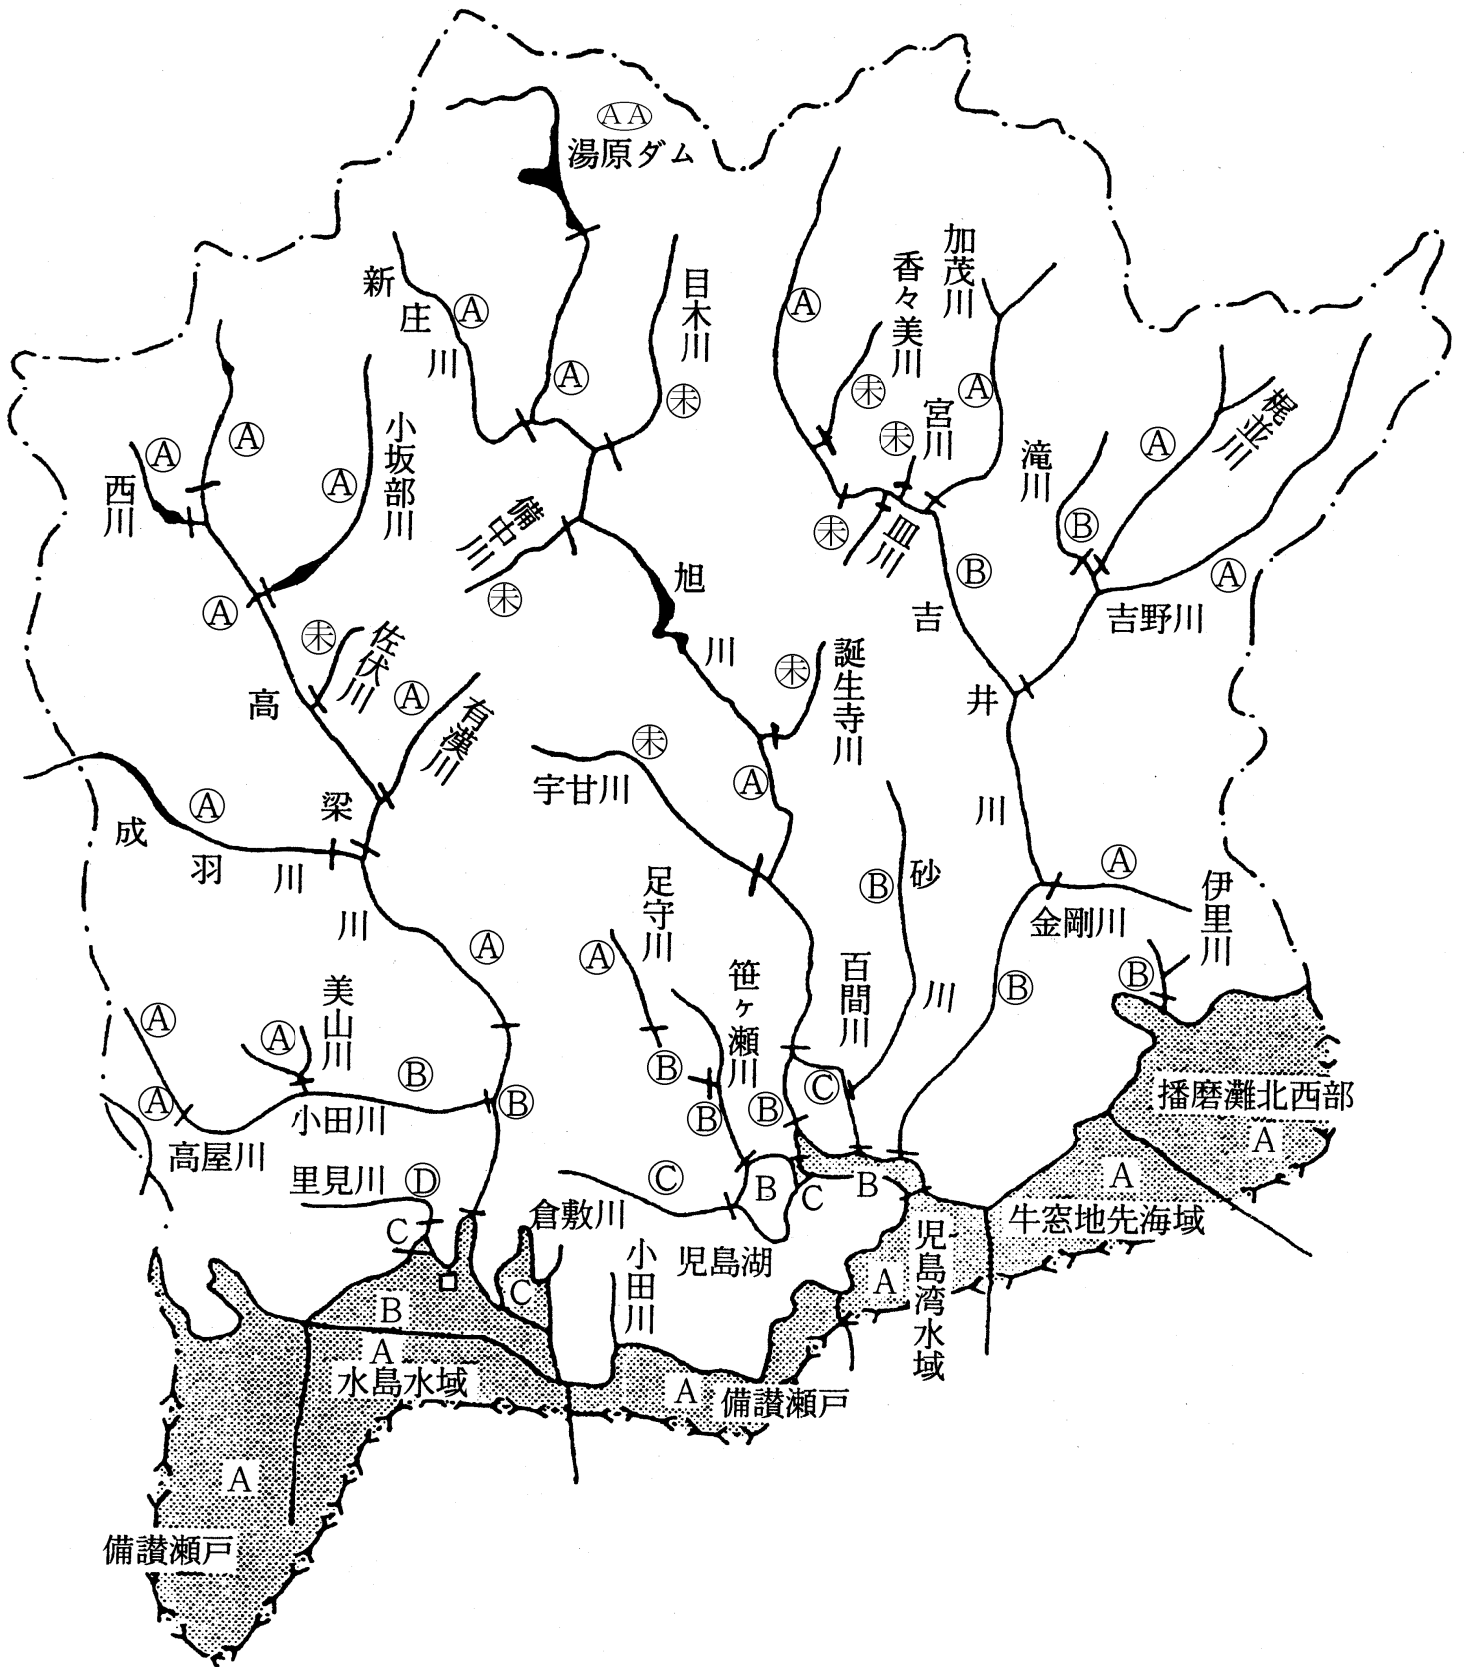 ⒶⒶ
湯原ダム
新庄川
Ⓐ
目木川
㊍
Ⓐ
Ⓐ
香々美川
加茂川
㊍
宮川
㊍
Ⓐ
滝川
Ⓐ
梶並川
Ⓑ
Ⓐ
吉野川
皿川
西川
Ⓐ
Ⓐ
小坂部川
Ⓐ
備中川
旭川
吉井川
Ⓑ
Ⓐ
佐伏川
高梁川
Ⓐ
有漢川
誕生寺川
宇甘川
Ⓐ
成羽川
Ⓐ
砂川
Ⓑ
Ⓐ
金剛川
伊里川
Ⓑ
Ⓑ
足守川
Ⓐ
笹ヶ瀬川
百間川
Ⓐ
美山川
Ⓐ
Ⓐ
Ⓐ
高屋川
小田川
Ⓑ
Ⓑ
Ⓑ
Ⓑ
Ⓑ
Ⓒ
播磨灘北西部
A
里見川
Ⓓ
C
倉敷川
Ⓒ
B
C
B
児島湖
A
牛窓地先海域
小田川
A
児島湾水域
C
B
A
水島水域
A
備讃瀬戸
A
備讃瀬戸